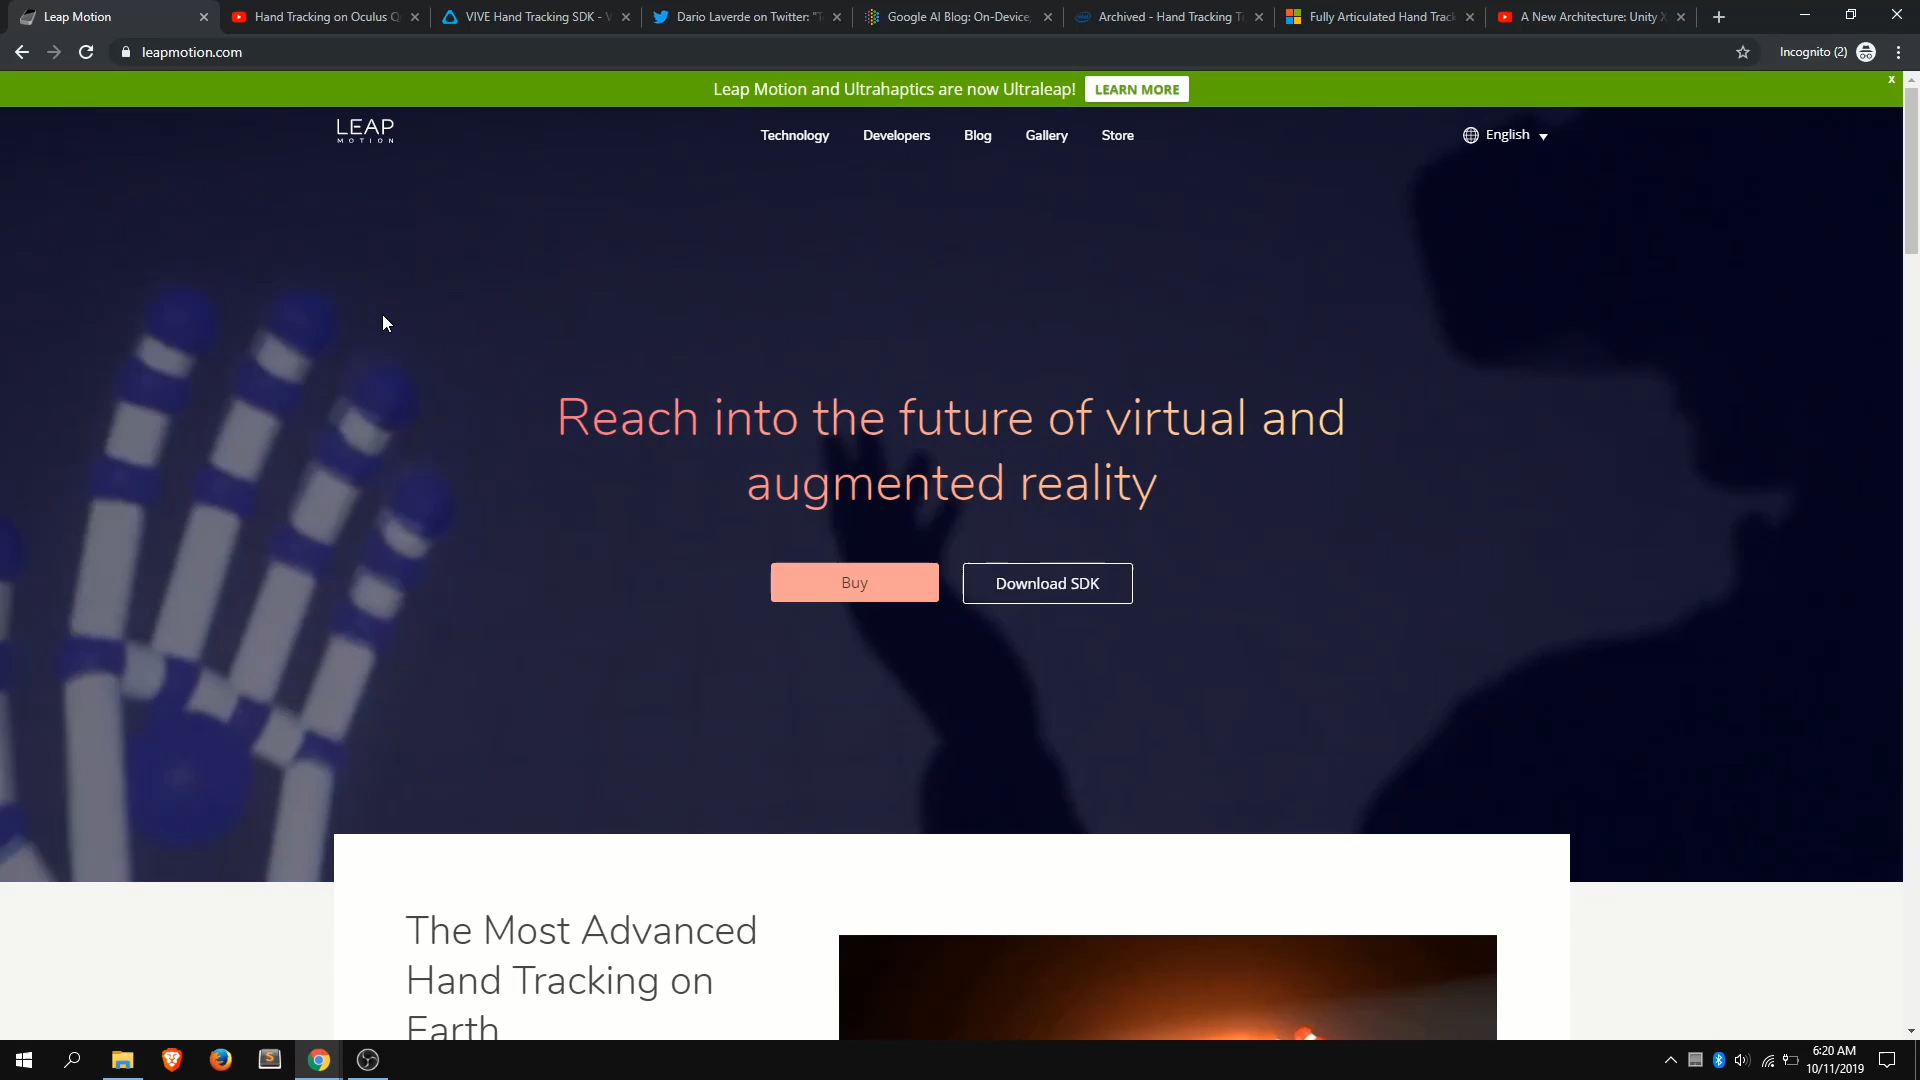 Leap Motion
Hand Tracking on Oculus Q
VIVE Hand Tracking SDK - V
Dario Laverde on Twitter: "T
Google AI Blog: On-Device,
Archived - Hand Tracking T
Fully Articulated Hand Track
A New Architecture: Unity X
leapmotion.com
Incognito (2)
Leap Motion and Ultrahaptics are now Ultraleap!
LEARN MORE
x
LEAP
MOTION
Technology
Developers
Blog
Gallery
Store
English
Reach into the future of virtual and
augmented reality
Buy
Download SDK
The Most Advanced
Hand Tracking on
Earth
S
6:20 AM
10/11/2019